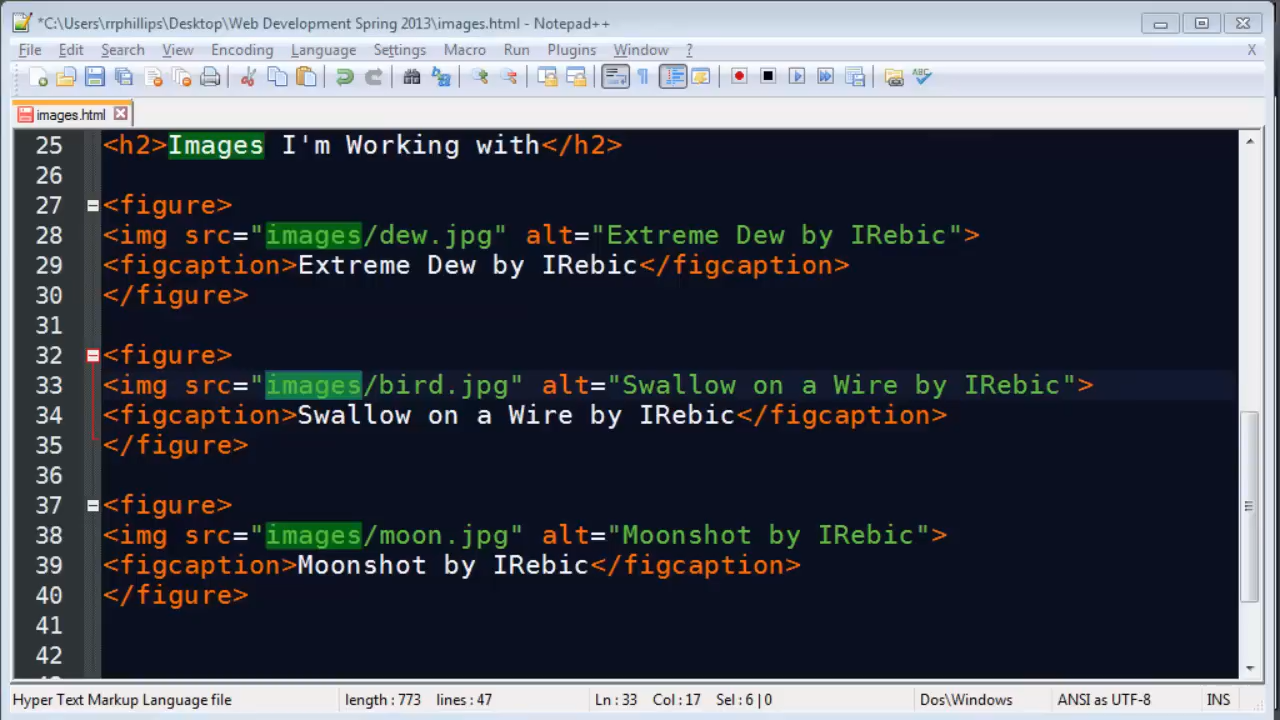 *C:\Users\rrphillips\Desktop\Web Development Spring 2013\images.html - Notepad++
File Edit Search View Encoding Language Settings Macro Run Plugins Window ? X
images.html
25 <h2>Images I'm Working with</h2>
26
27 <figure>
28 <img src="images/dew.jpg" alt="Extreme Dew by IRebic">
29 <figcaption>Extreme Dew by IRebic</figcaption>
30 </figure>
31
32 <figure>
33 <img src="images/bird.jpg" alt="Swallow on a Wire by IRebic">
34 <figcaption>Swallow on a Wire by IRebic</figcaption>
35 </figure>
36
37 <figure>
38 <img src="images/moon.jpg" alt="Moonshot by IRebic">
39 <figcaption>Moonshot by IRebic</figcaption>
40 </figure>
41
42
Hyper Text Markup Language file length : 773 lines : 47 Ln : 33 Col : 17 Sel : 6 | 0 Dos\Windows ANSI as UTF-8 INS